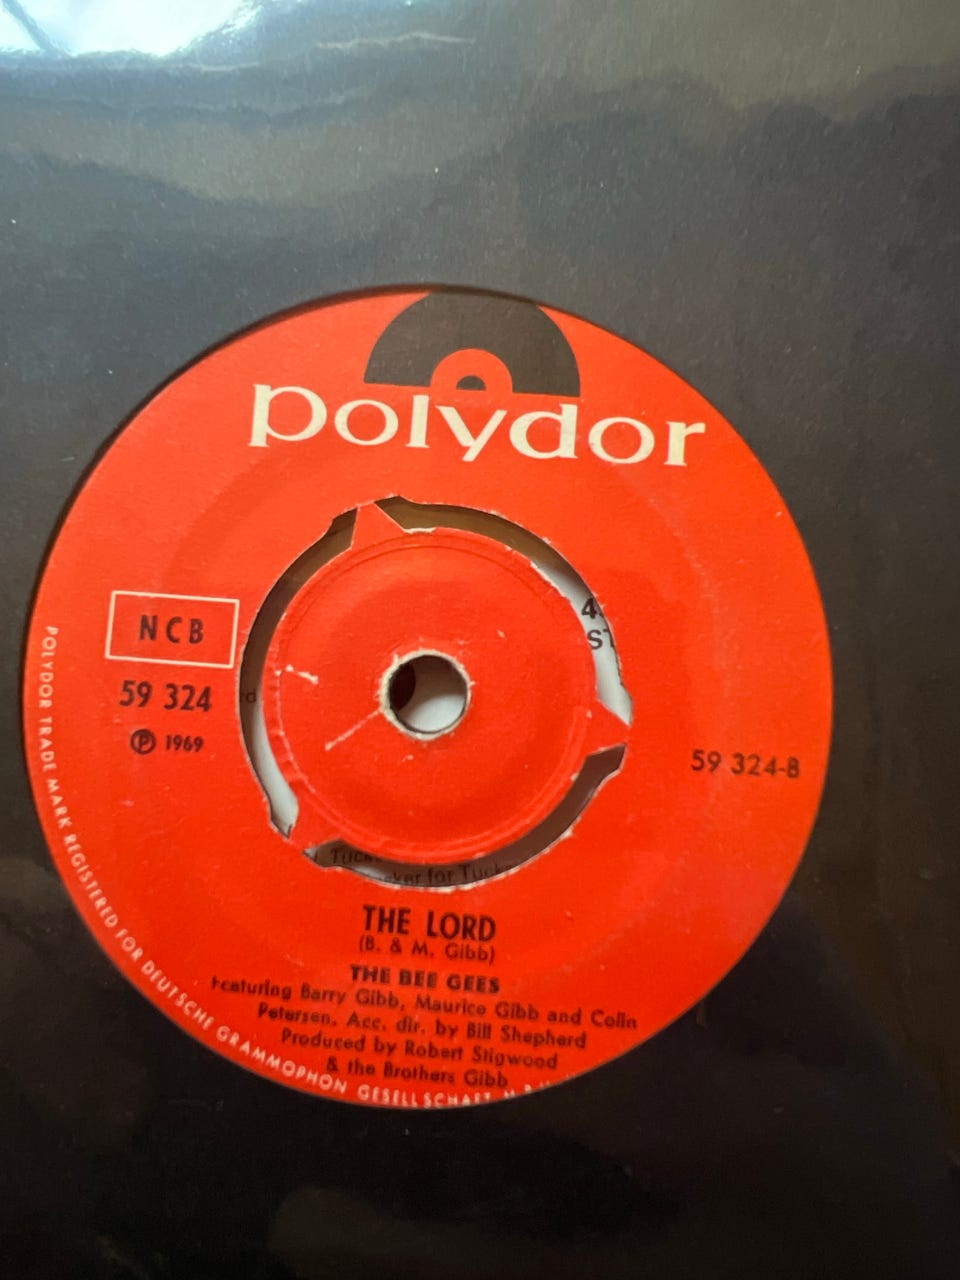 polydor
NCB
59 324
℗ 1969
59 324-B
THE LORD
(B. & M. Gibb)
THE BEE GEES
Featuring Barry Gibb, Maurice Gibb and Colin
Petersen, Acc. dir. by Bill Shepherd
Produced by Robert Stigwood
& the Brothers Gibb
POLYDOR TRADE MARK REGISTERED FOR DEUTSCHE GRAMMOPHON GESELLSCHAFT
for